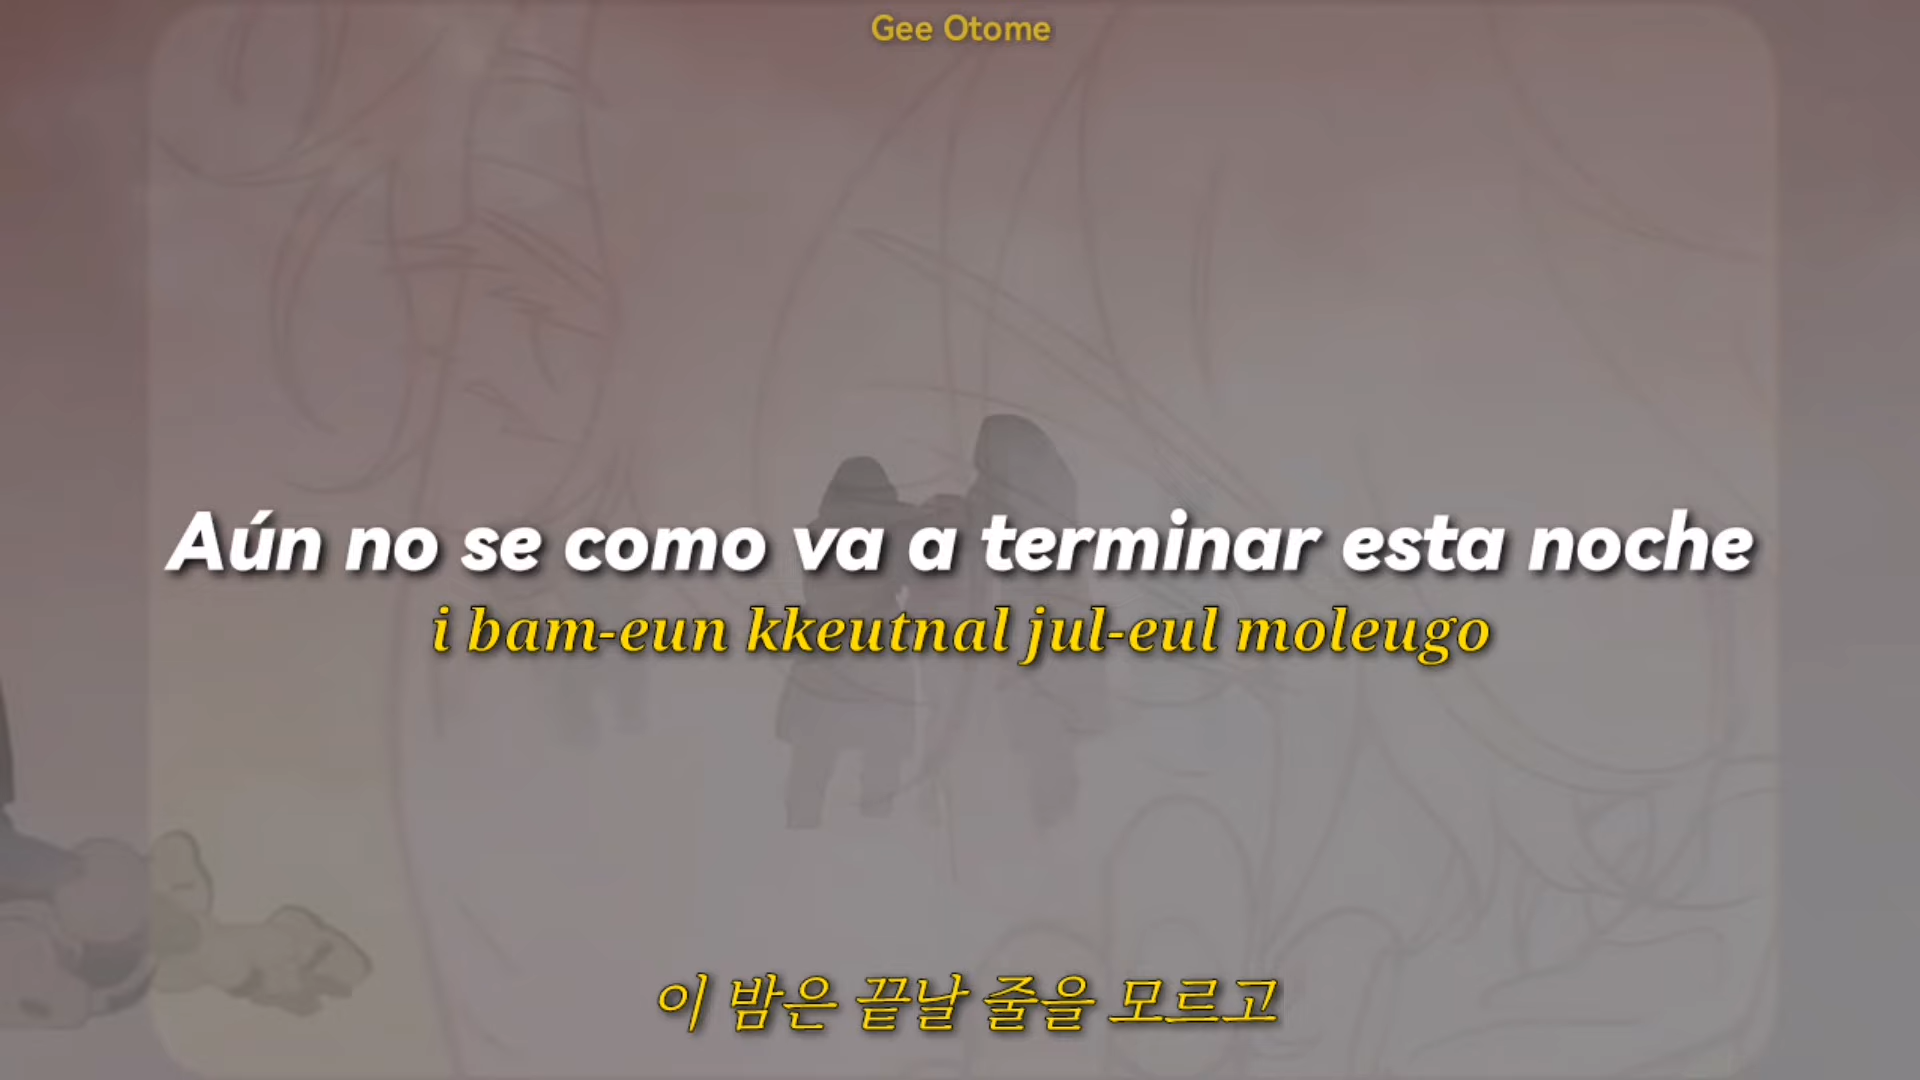 Gee Otome
Aún no se como va a terminar esta noche
i bam-eun kkeutnal jul-eul moleugo
이 밤은 끝날 줄을 모르고